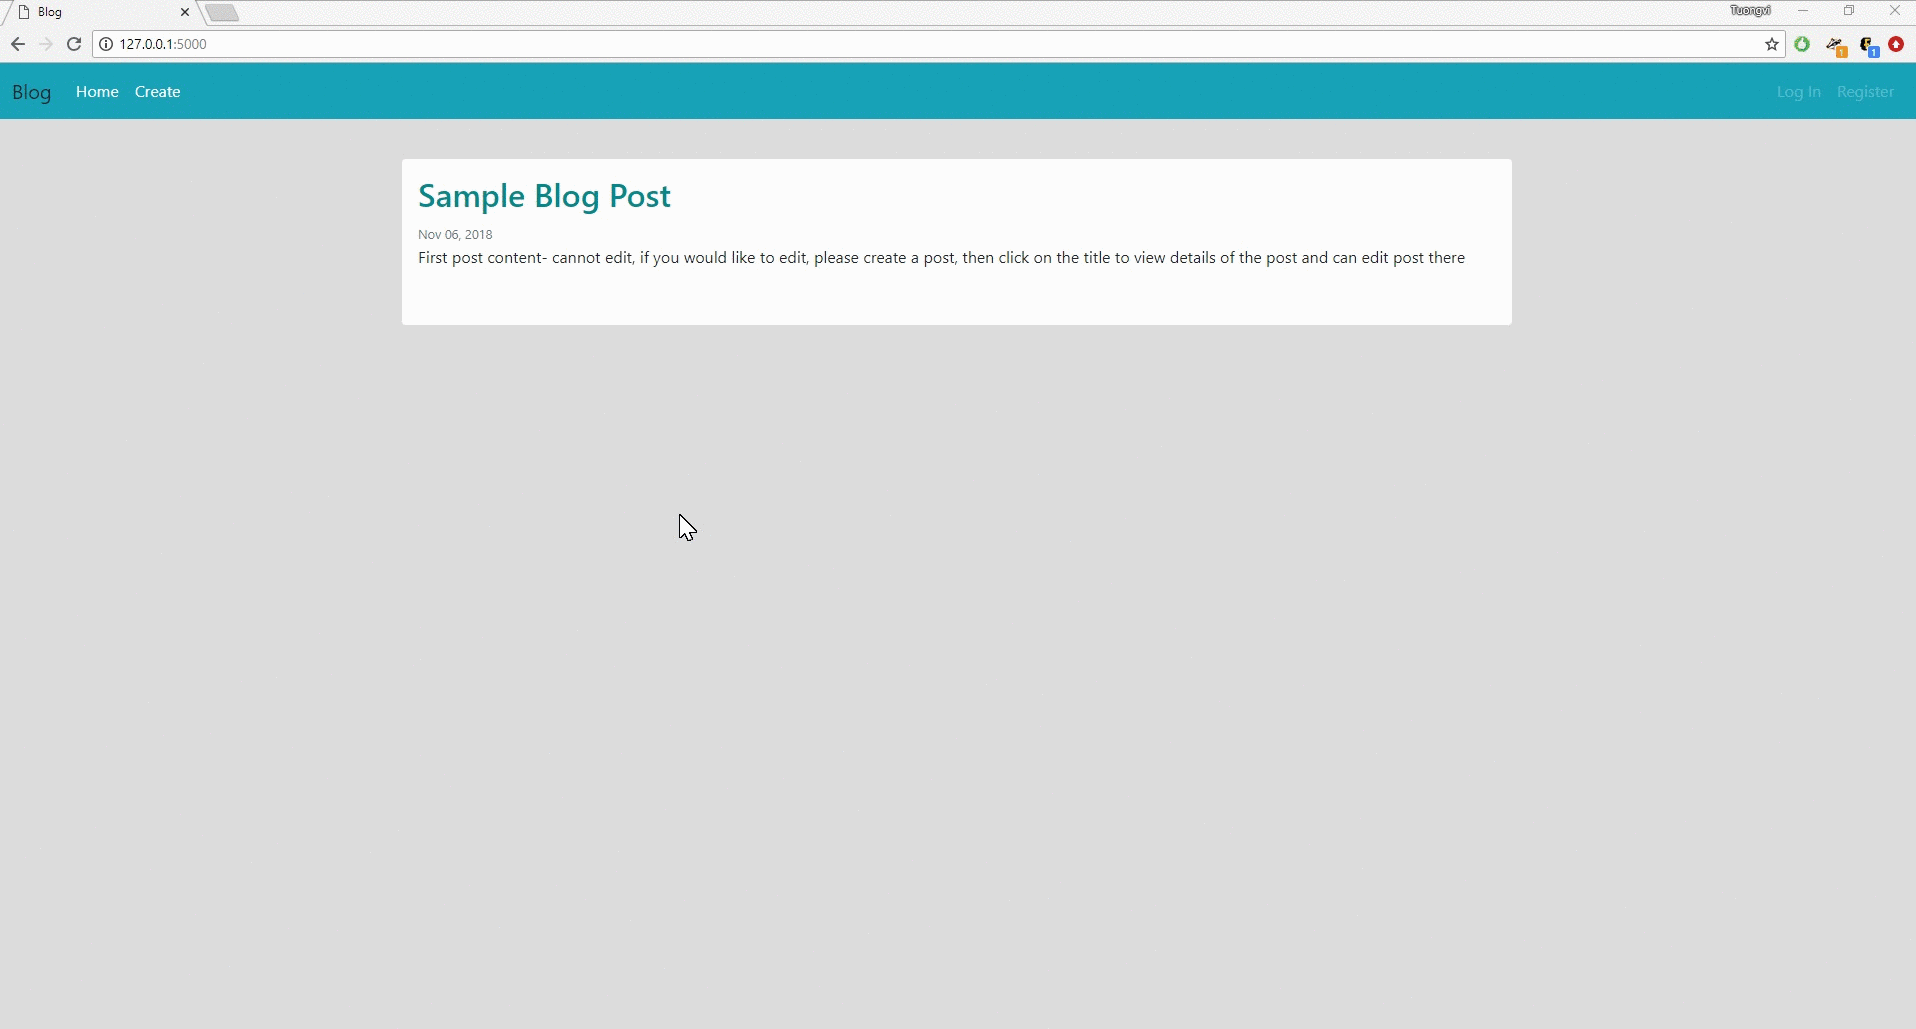 Blog
Tuongvi
127.0.0.1:5000
1
1
Blog Home Create Log In Register
Sample Blog Post
Nov 06, 2018
First post content- cannot edit, if you would like to edit, please create a post, then click on the title to view details of the post and can edit post there